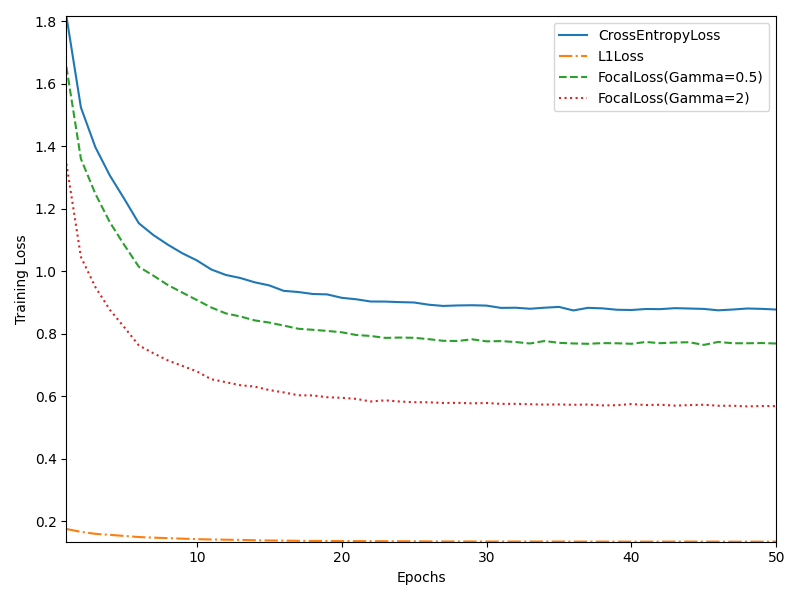 1.8
1.6
1.4
1.2
1.0
0.8
0.6
0.4
0.2
Training Loss
CrossEntropyLoss
L1Loss
FocalLoss(Gamma=0.5)
FocalLoss(Gamma=2)
10 20 30 40 50
Epochs